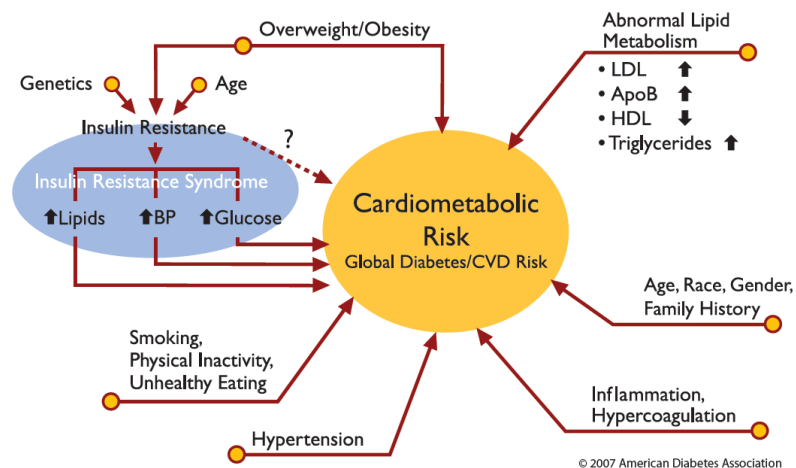 Overweight/Obesity
Genetics
Age
Insulin Resistance
?
Insulin Resistance Syndrome
⬆Lipids
⬆BP
⬆Glucose
Abnormal Lipid
Metabolism
• LDL ⬆
• ApoB ⬆
• HDL ⬇
• Triglycerides ⬆
Cardiometabolic
Risk
Global Diabetes/CVD Risk
Age, Race, Gender,
Family History
Smoking,
Physical Inactivity,
Unhealthy Eating
Inflammation,
Hypercoagulation
Hypertension
© 2007 American Diabetes Association